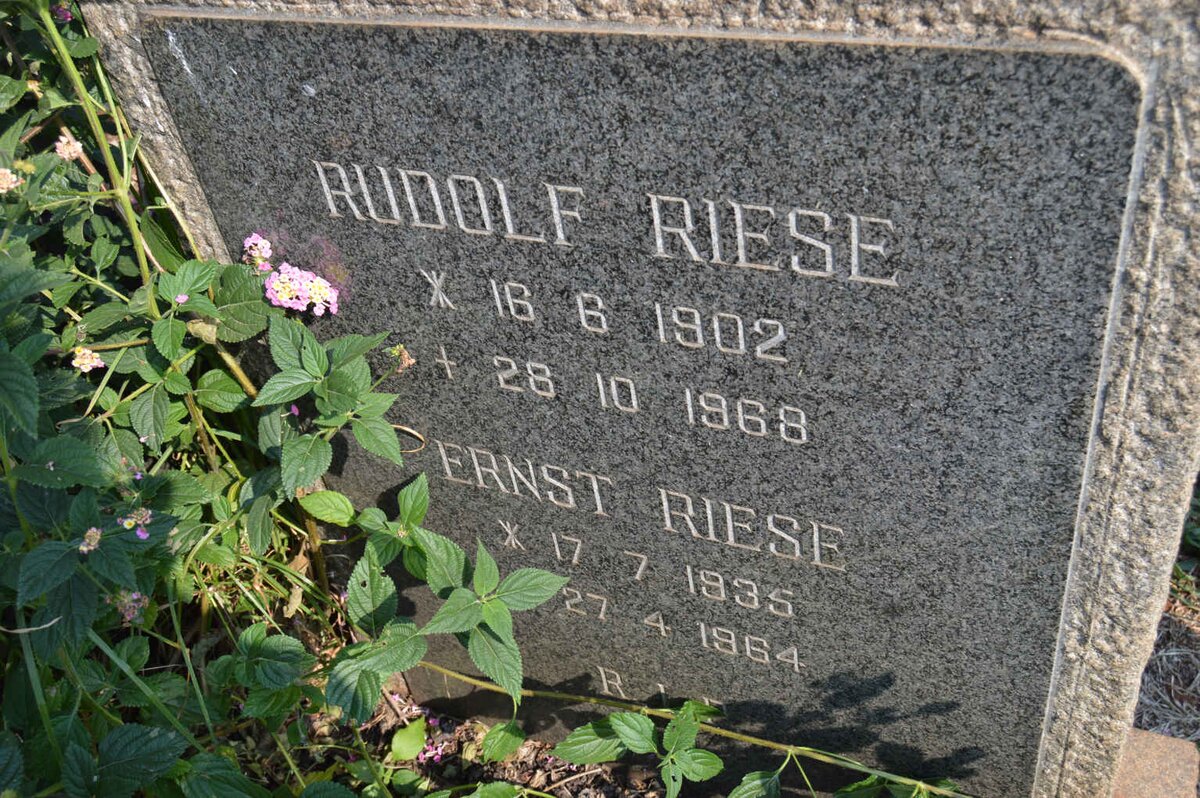 RUDOLF RIESE
* 16 6 1902
† 28 10 1968
ERNST RIESE
* 17 7 1935
27 4 1964
R I